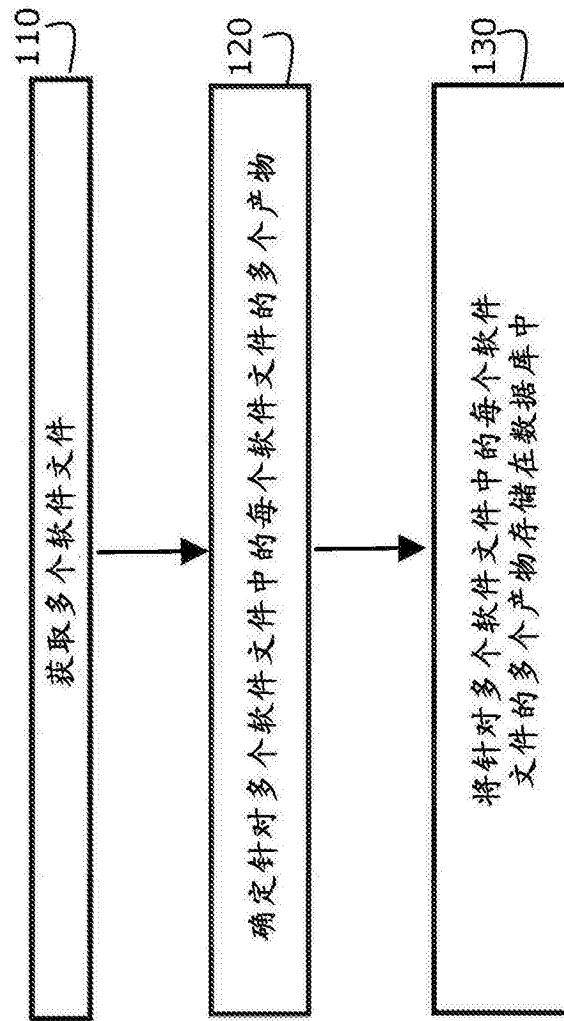 110
获取多个软件文件
120
确定针对多个软件文件中的每个软件文件的多个产物
130
将针对多个软件文件中的每个软件
文件的多个产物存储在数据库中